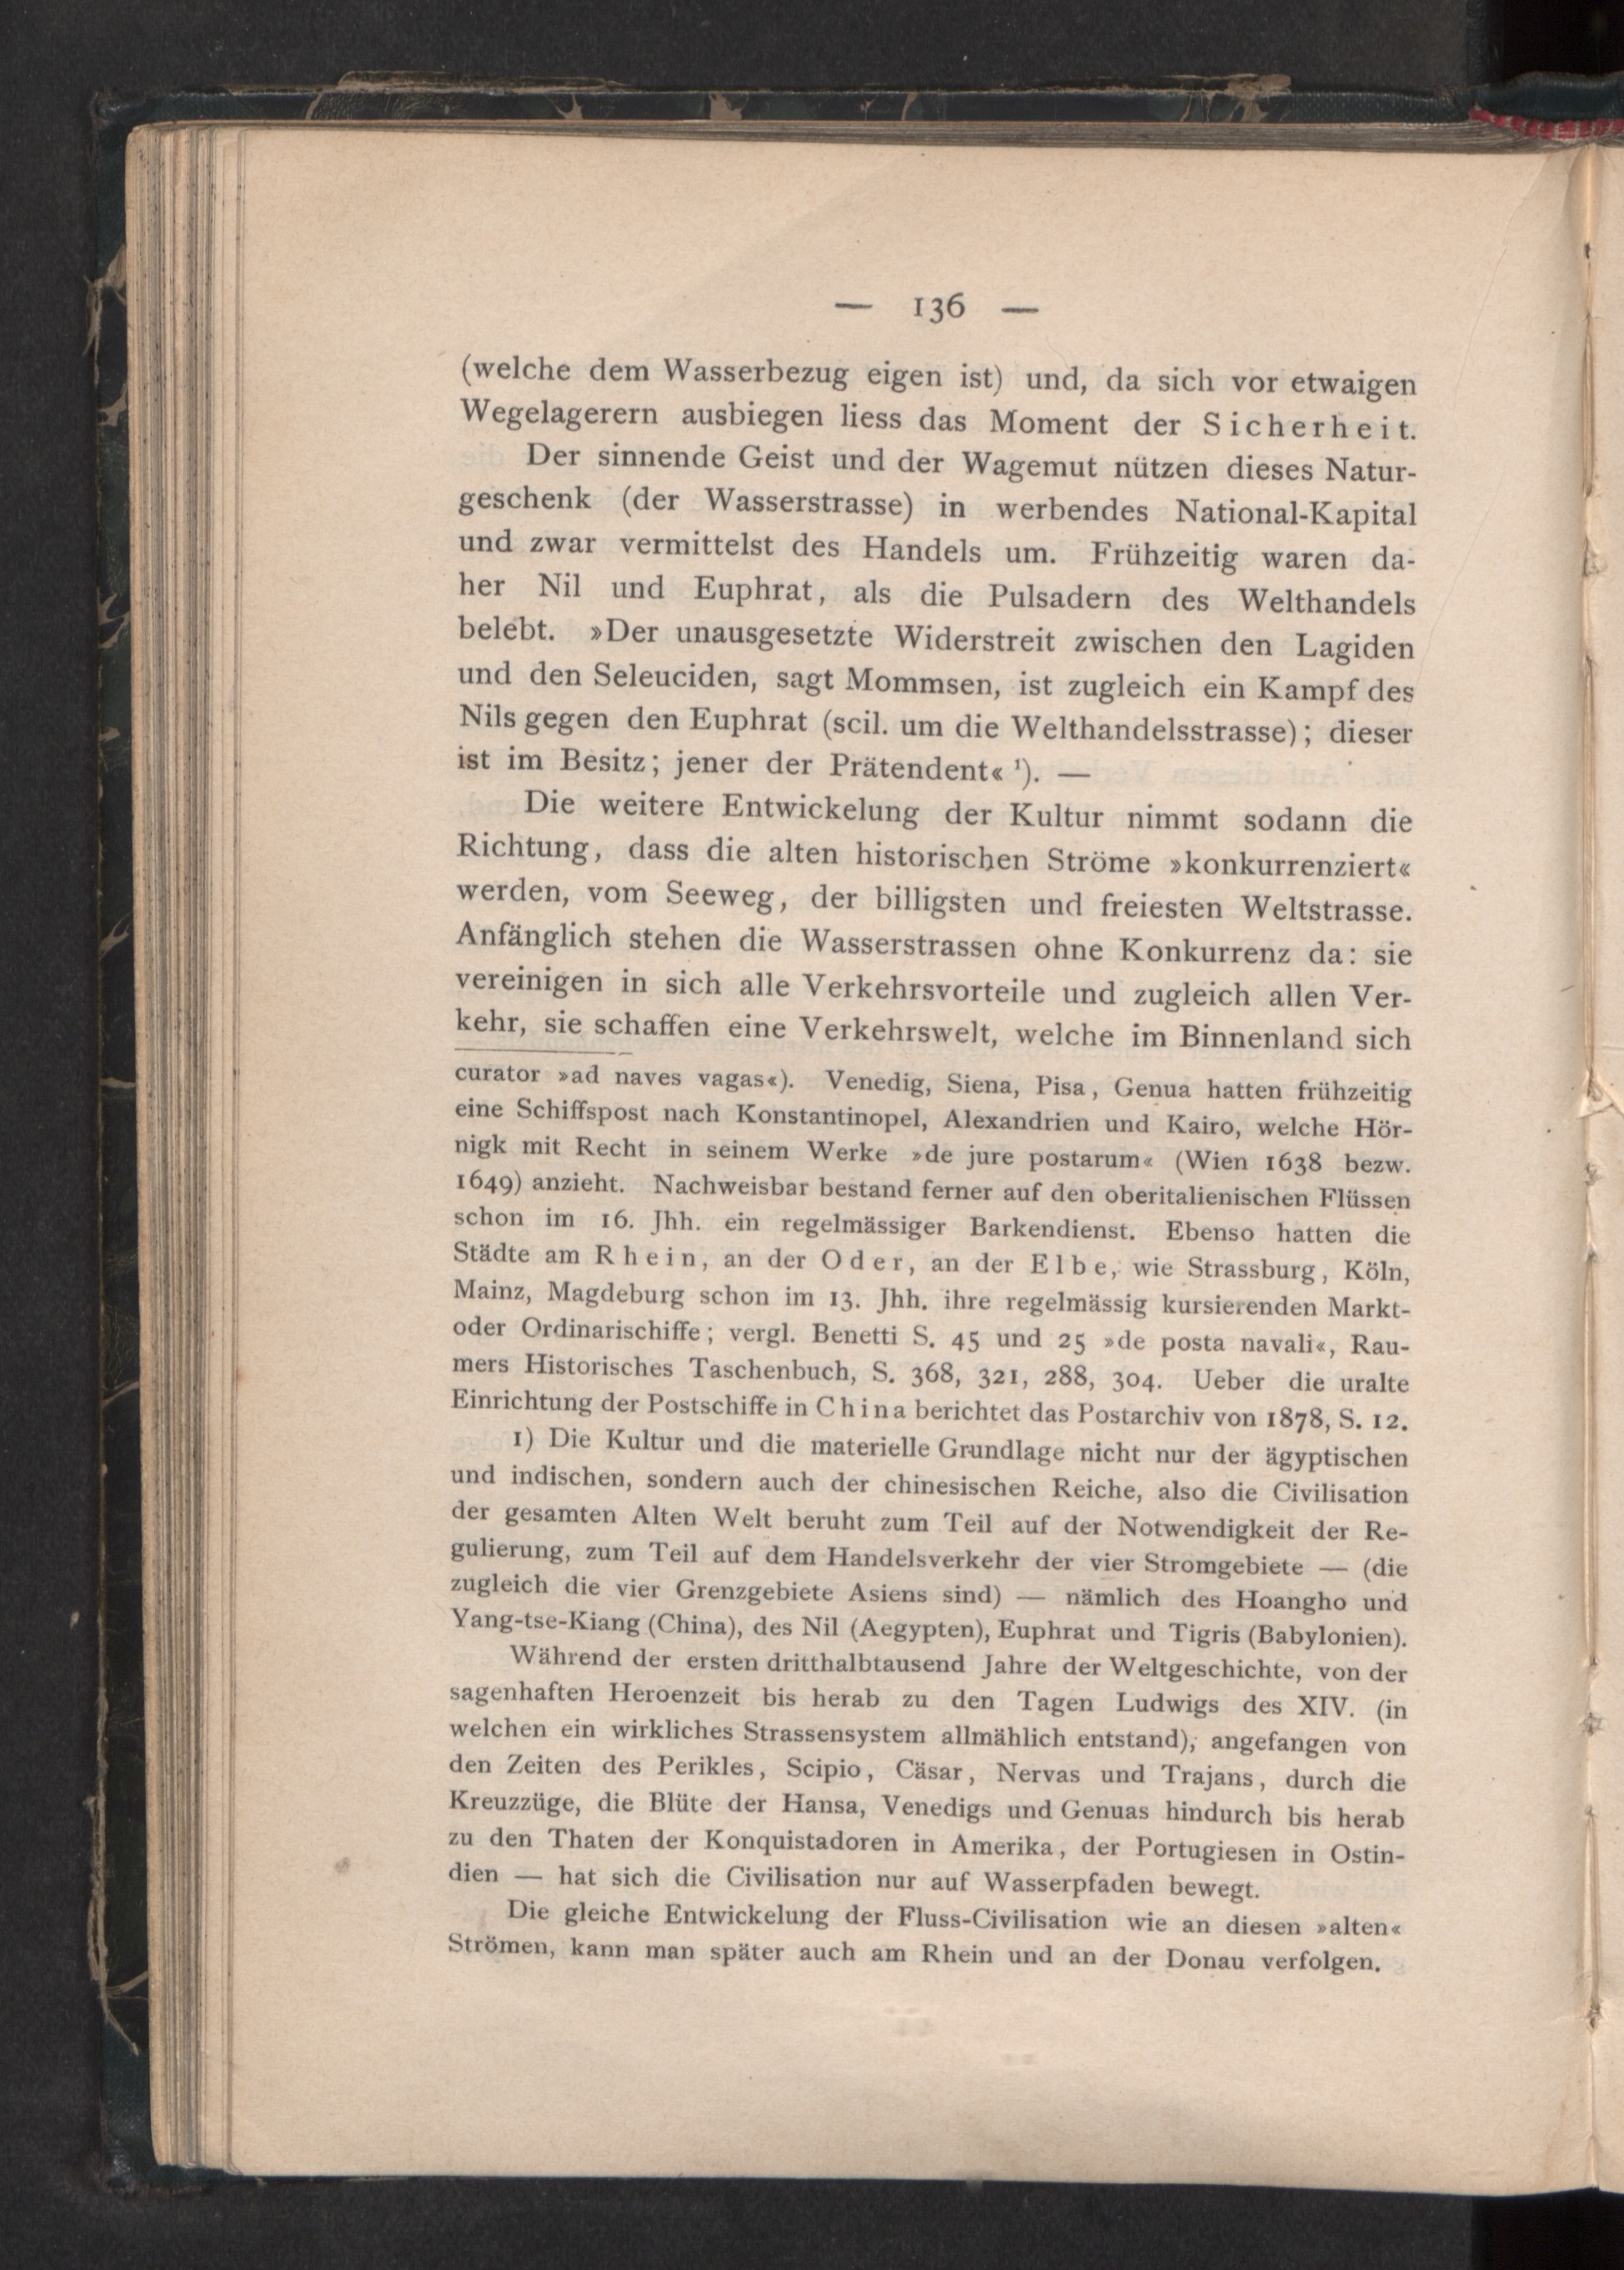 — 136 —
(welche dem Wasserbezug eigen ist) und, da sich vor etwaigen
Wegelagerern ausbiegen liess das Moment der Sicherheit.
Der sinnende Geist und der Wagemut nützen dieses Natur-
geschenk (der Wasserstrasse) in werbendes National-Kapital
und zwar vermittelst des Handels um. Frühzeitig waren da-
her Nil und Euphrat, als die Pulsadern des Welthandels
belebt. »Der unausgesetzte Widerstreit zwischen den Lagiden
und den Seleuciden, sagt Mommsen, ist zugleich ein Kampf des
Nils gegen den Euphrat (scil. um die Welthandelsstrasse); dieser
ist im Besitz; jener der Prätendent« ¹). —
Die weitere Entwickelung der Kultur nimmt sodann die
Richtung, dass die alten historischen Ströme »konkurrenziert«
werden, vom Seeweg, der billigsten und freiesten Weltstrasse.
Anfänglich stehen die Wasserstrassen ohne Konkurrenz da: sie
vereinigen in sich alle Verkehrsvorteile und zugleich allen Ver-
kehr, sie schaffen eine Verkehrswelt, welche im Binnenland sich
curator »ad naves vagas«). Venedig, Siena, Pisa, Genua hatten frühzeitig
eine Schiffspost nach Konstantinopel, Alexandrien und Kairo, welche Hör-
nigk mit Recht in seinem Werke »de jure postarum« (Wien 1638 bezw.
1649) anzieht. Nachweisbar bestand ferner auf den oberitalienischen Flüssen
schon im 16. Jhh. ein regelmässiger Barkendienst. Ebenso hatten die
Städte am Rhein, an der Oder, an der Elbe, wie Strassburg, Köln,
Mainz, Magdeburg schon im 13. Jhh. ihre regelmässig kursierenden Markt-
oder Ordinarischiffe; vergl. Benetti S. 45 und 25 »de posta navali«, Rau-
mers Historisches Taschenbuch, S. 368, 321, 288, 304. Ueber die uralte
Einrichtung der Postschiffe in China berichtet das Postarchiv von 1878, S. 12.
1) Die Kultur und die materielle Grundlage nicht nur der ägyptischen
und indischen, sondern auch der chinesischen Reiche, also die Civilisation
der gesamten Alten Welt beruht zum Teil auf der Notwendigkeit der Re-
gulierung, zum Teil auf dem Handelsverkehr der vier Stromgebiete — (die
zugleich die vier Grenzgebiete Asiens sind) — nämlich des Hoangho und
Yang-tse-Kiang (China), des Nil (Aegypten), Euphrat und Tigris (Babylonien).
Während der ersten dritthalbtausend Jahre der Weltgeschichte, von der
sagenhaften Heroenzeit bis herab zu den Tagen Ludwigs des XIV. (in
welchen ein wirkliches Strassensystem allmählich entstand), angefangen von
den Zeiten des Perikles, Scipio, Cäsar, Nervas und Trajans, durch die
Kreuzzüge, die Blüte der Hansa, Venedigs und Genuas hindurch bis herab
zu den Thaten der Konquistadoren in Amerika, der Portugiesen in Ostin-
dien — hat sich die Civilisation nur auf Wasserpfaden bewegt.
Die gleiche Entwickelung der Fluss-Civilisation wie an diesen »alten«
Strömen, kann man später auch am Rhein und an der Donau verfolgen.